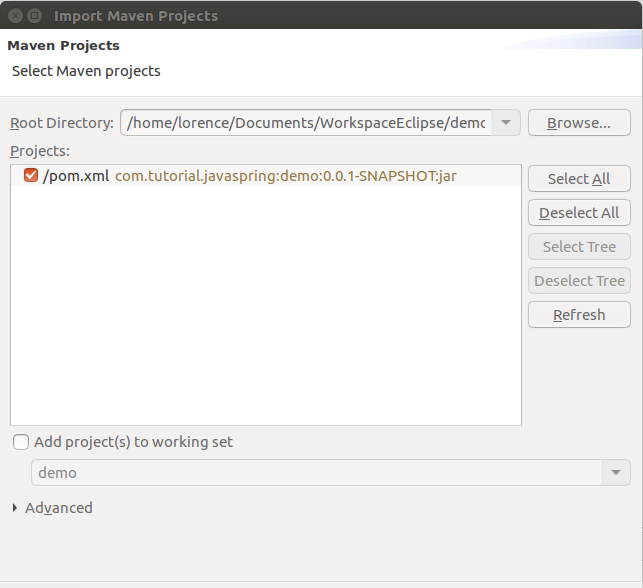 Import Maven Projects
Maven Projects
Select Maven projects
Root Directory: /home/lorence/Documents/WorkspaceEclipse/demo Browse...
Projects:
/pom.xml com.tutorial.javaspring:demo:0.0.1-SNAPSHOT:jar
Select All
Deselect All
Select Tree
Deselect Tree
Refresh
Add project(s) to working set
demo
Advanced